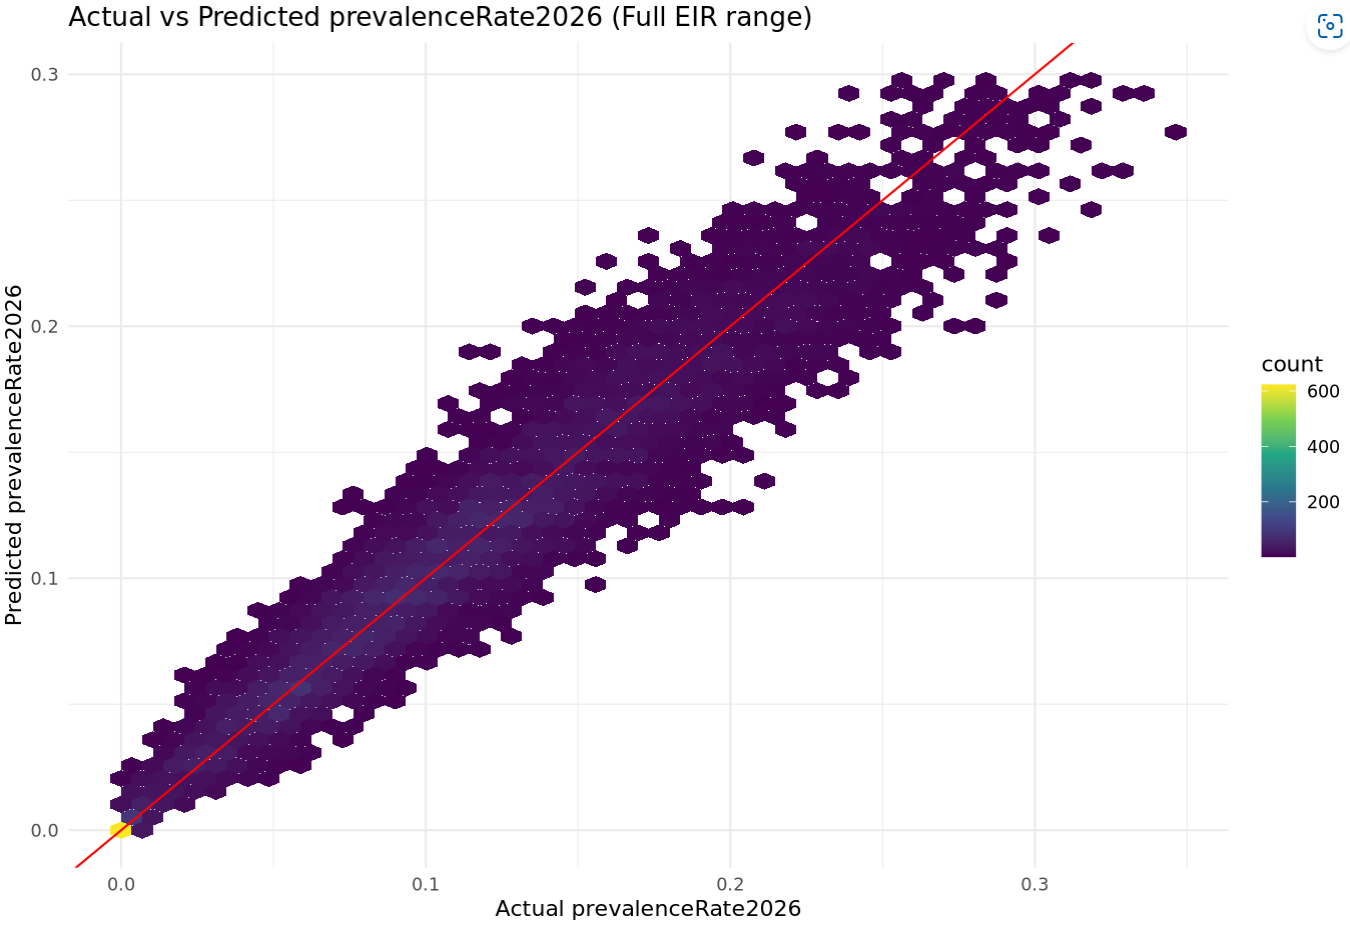 Actual vs Predicted prevalenceRate2026 (Full EIR range)
0.3
0.2
0.1
0.0
Predicted prevalenceRate2026
0.0 0.1 0.2 0.3
Actual prevalenceRate2026
count
600
400
200